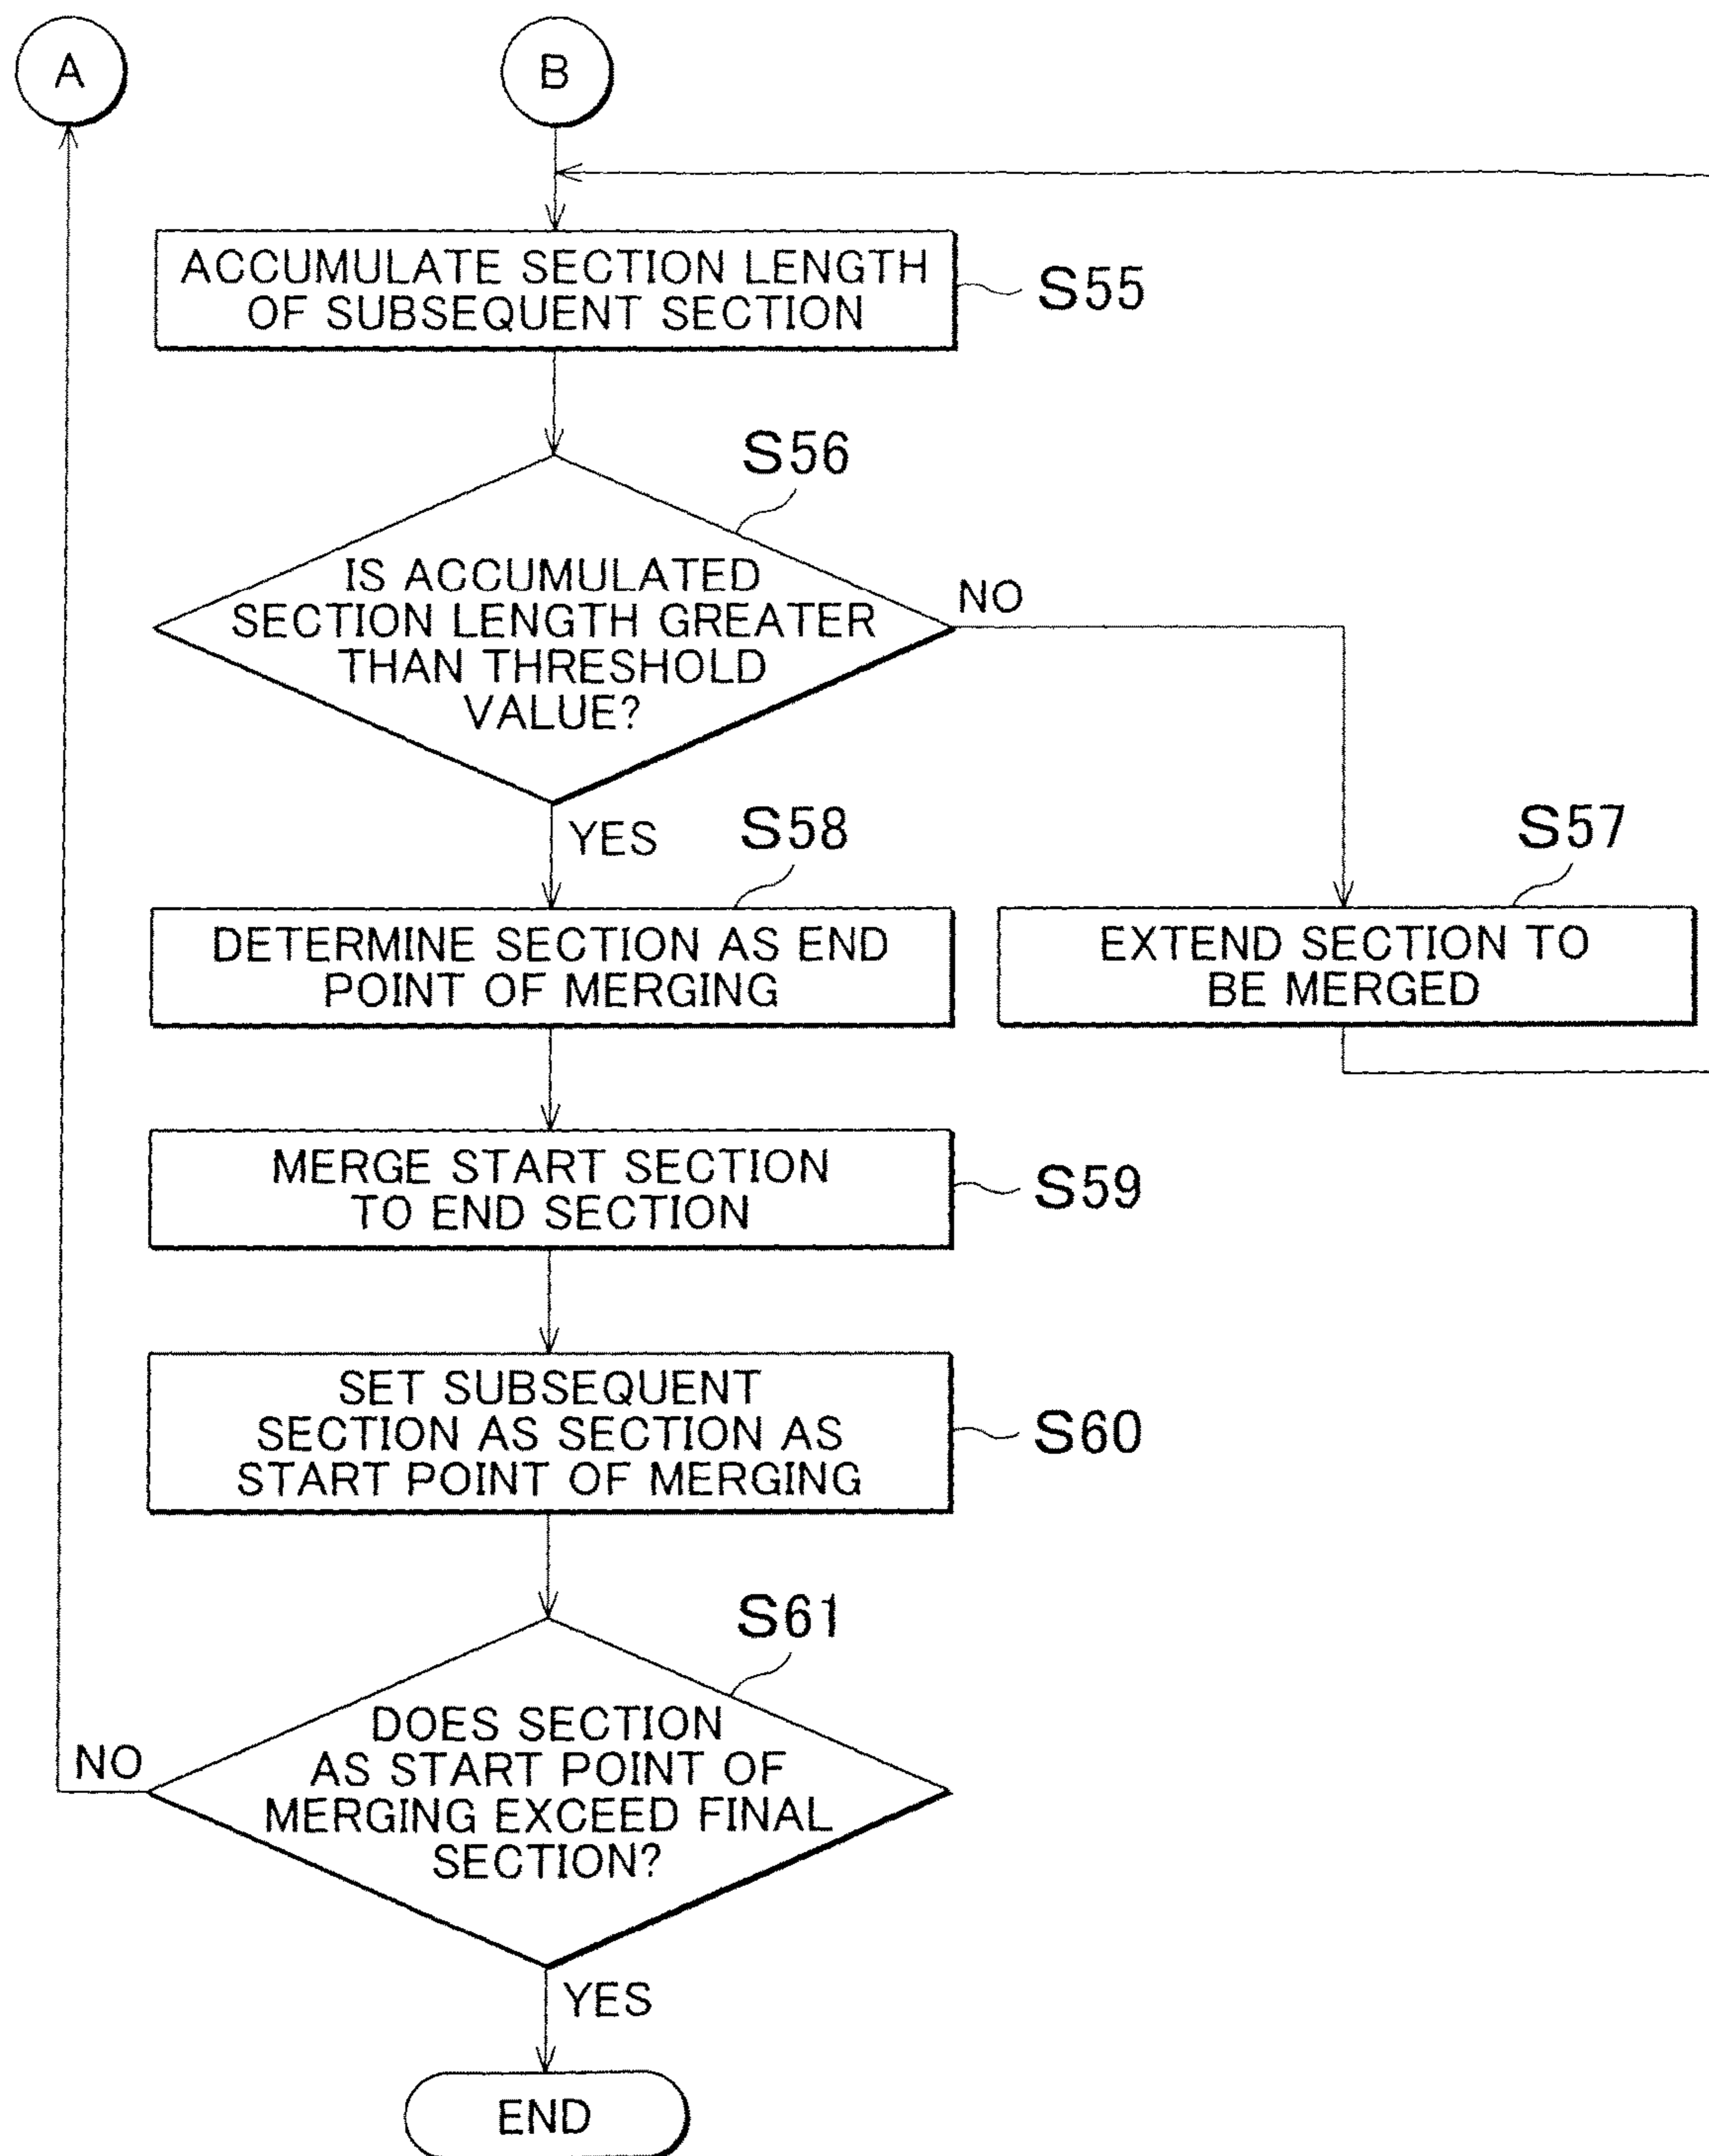 A
B
ACCUMULATE SECTION LENGTH
OF SUBSEQUENT SECTION
S55
S56
IS ACCUMULATED
SECTION LENGTH GREATER
THAN THRESHOLD
VALUE?
NO
YES
S58
S57
DETERMINE SECTION AS END
POINT OF MERGING
EXTEND SECTION TO
BE MERGED
MERGE START SECTION
TO END SECTION
S59
SET SUBSEQUENT
SECTION AS SECTION AS
START POINT OF MERGING
S60
S61
DOES SECTION
AS START POINT OF
MERGING EXCEED FINAL
SECTION?
NO
YES
END